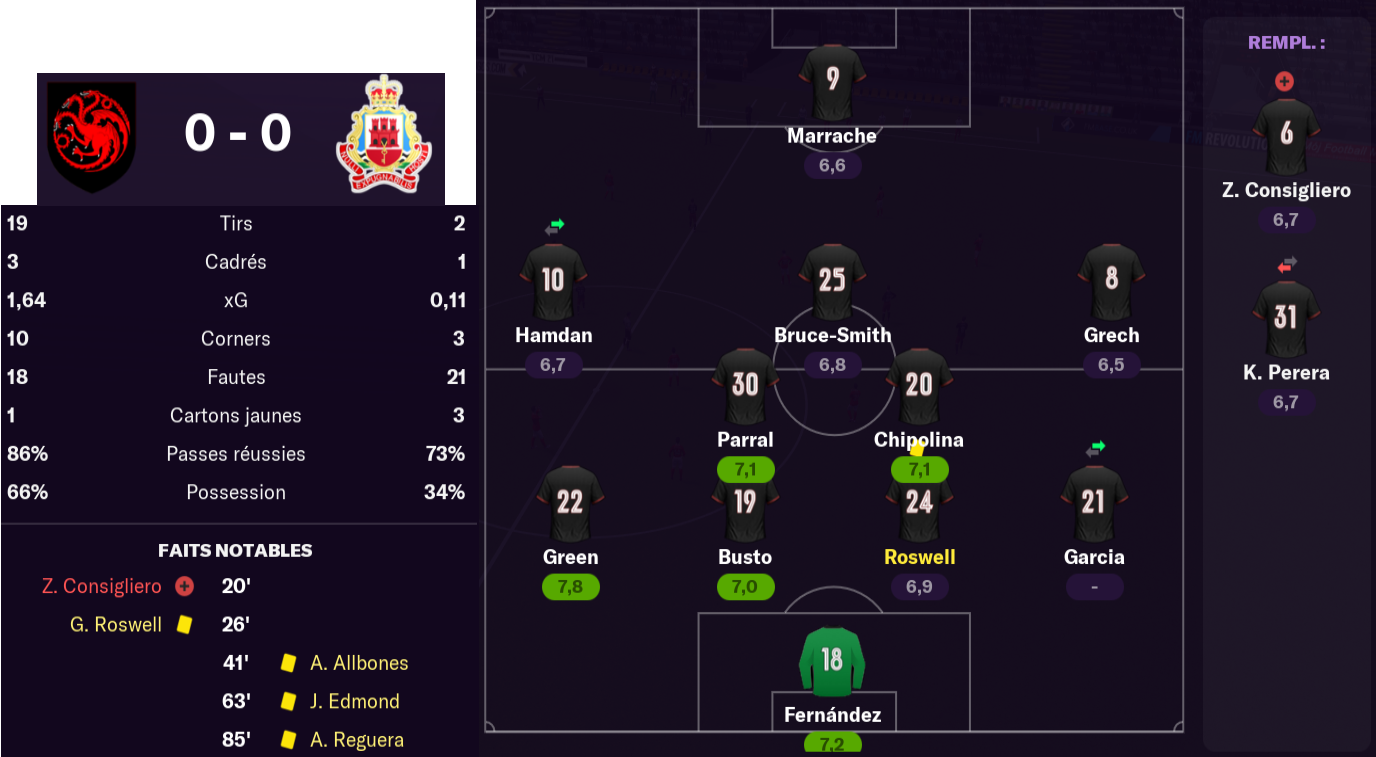 0 - 0
NULLI EXPUGNABILIS HOSTI
19 Tirs 2
3 Cadrés 1
1,64 xG 0,11
10 Corners 3
18 Fautes 21
1 Cartons jaunes 3
86% Passes réussies 73%
66% Possession 34%
FAITS NOTABLES
Z. Consigliero 20'
G. Roswell 26'
41' A. Allbones
63' J. Edmond
85' A. Reguera
9
Marrache
6,6
10 25 8
Hamdan Bruce-Smith Grech
6,7 6,8 6,5
30 20
Parral Chipolina
7,1 7,1
22 19 24 21
Green Busto Roswell Garcia
7,8 7,0 6,9 -
18
Fernández
7,2
REMPL. :
6
REVOLUTIO
Z. Consigliero
6,7
31
K. Perera
6,7